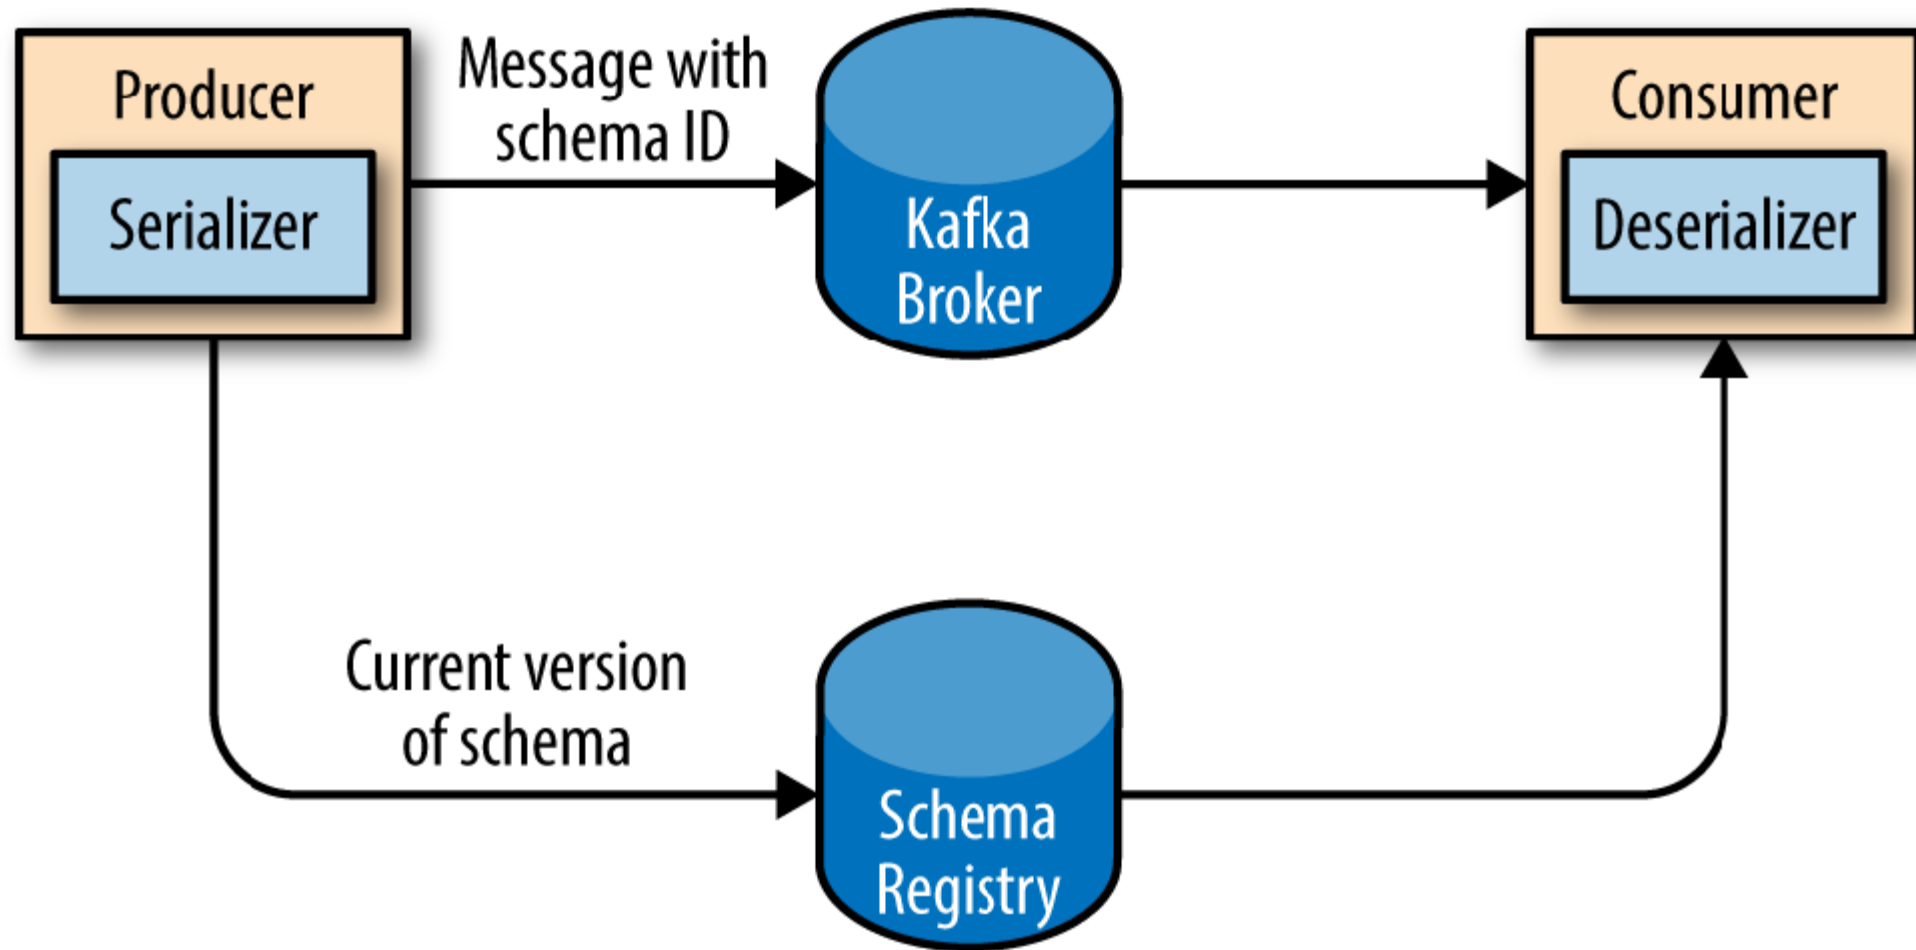 Producer
Serializer
Message with
schema ID
Kafka
Broker
Consumer
Deserializer
Current version
of schema
Schema
Registry